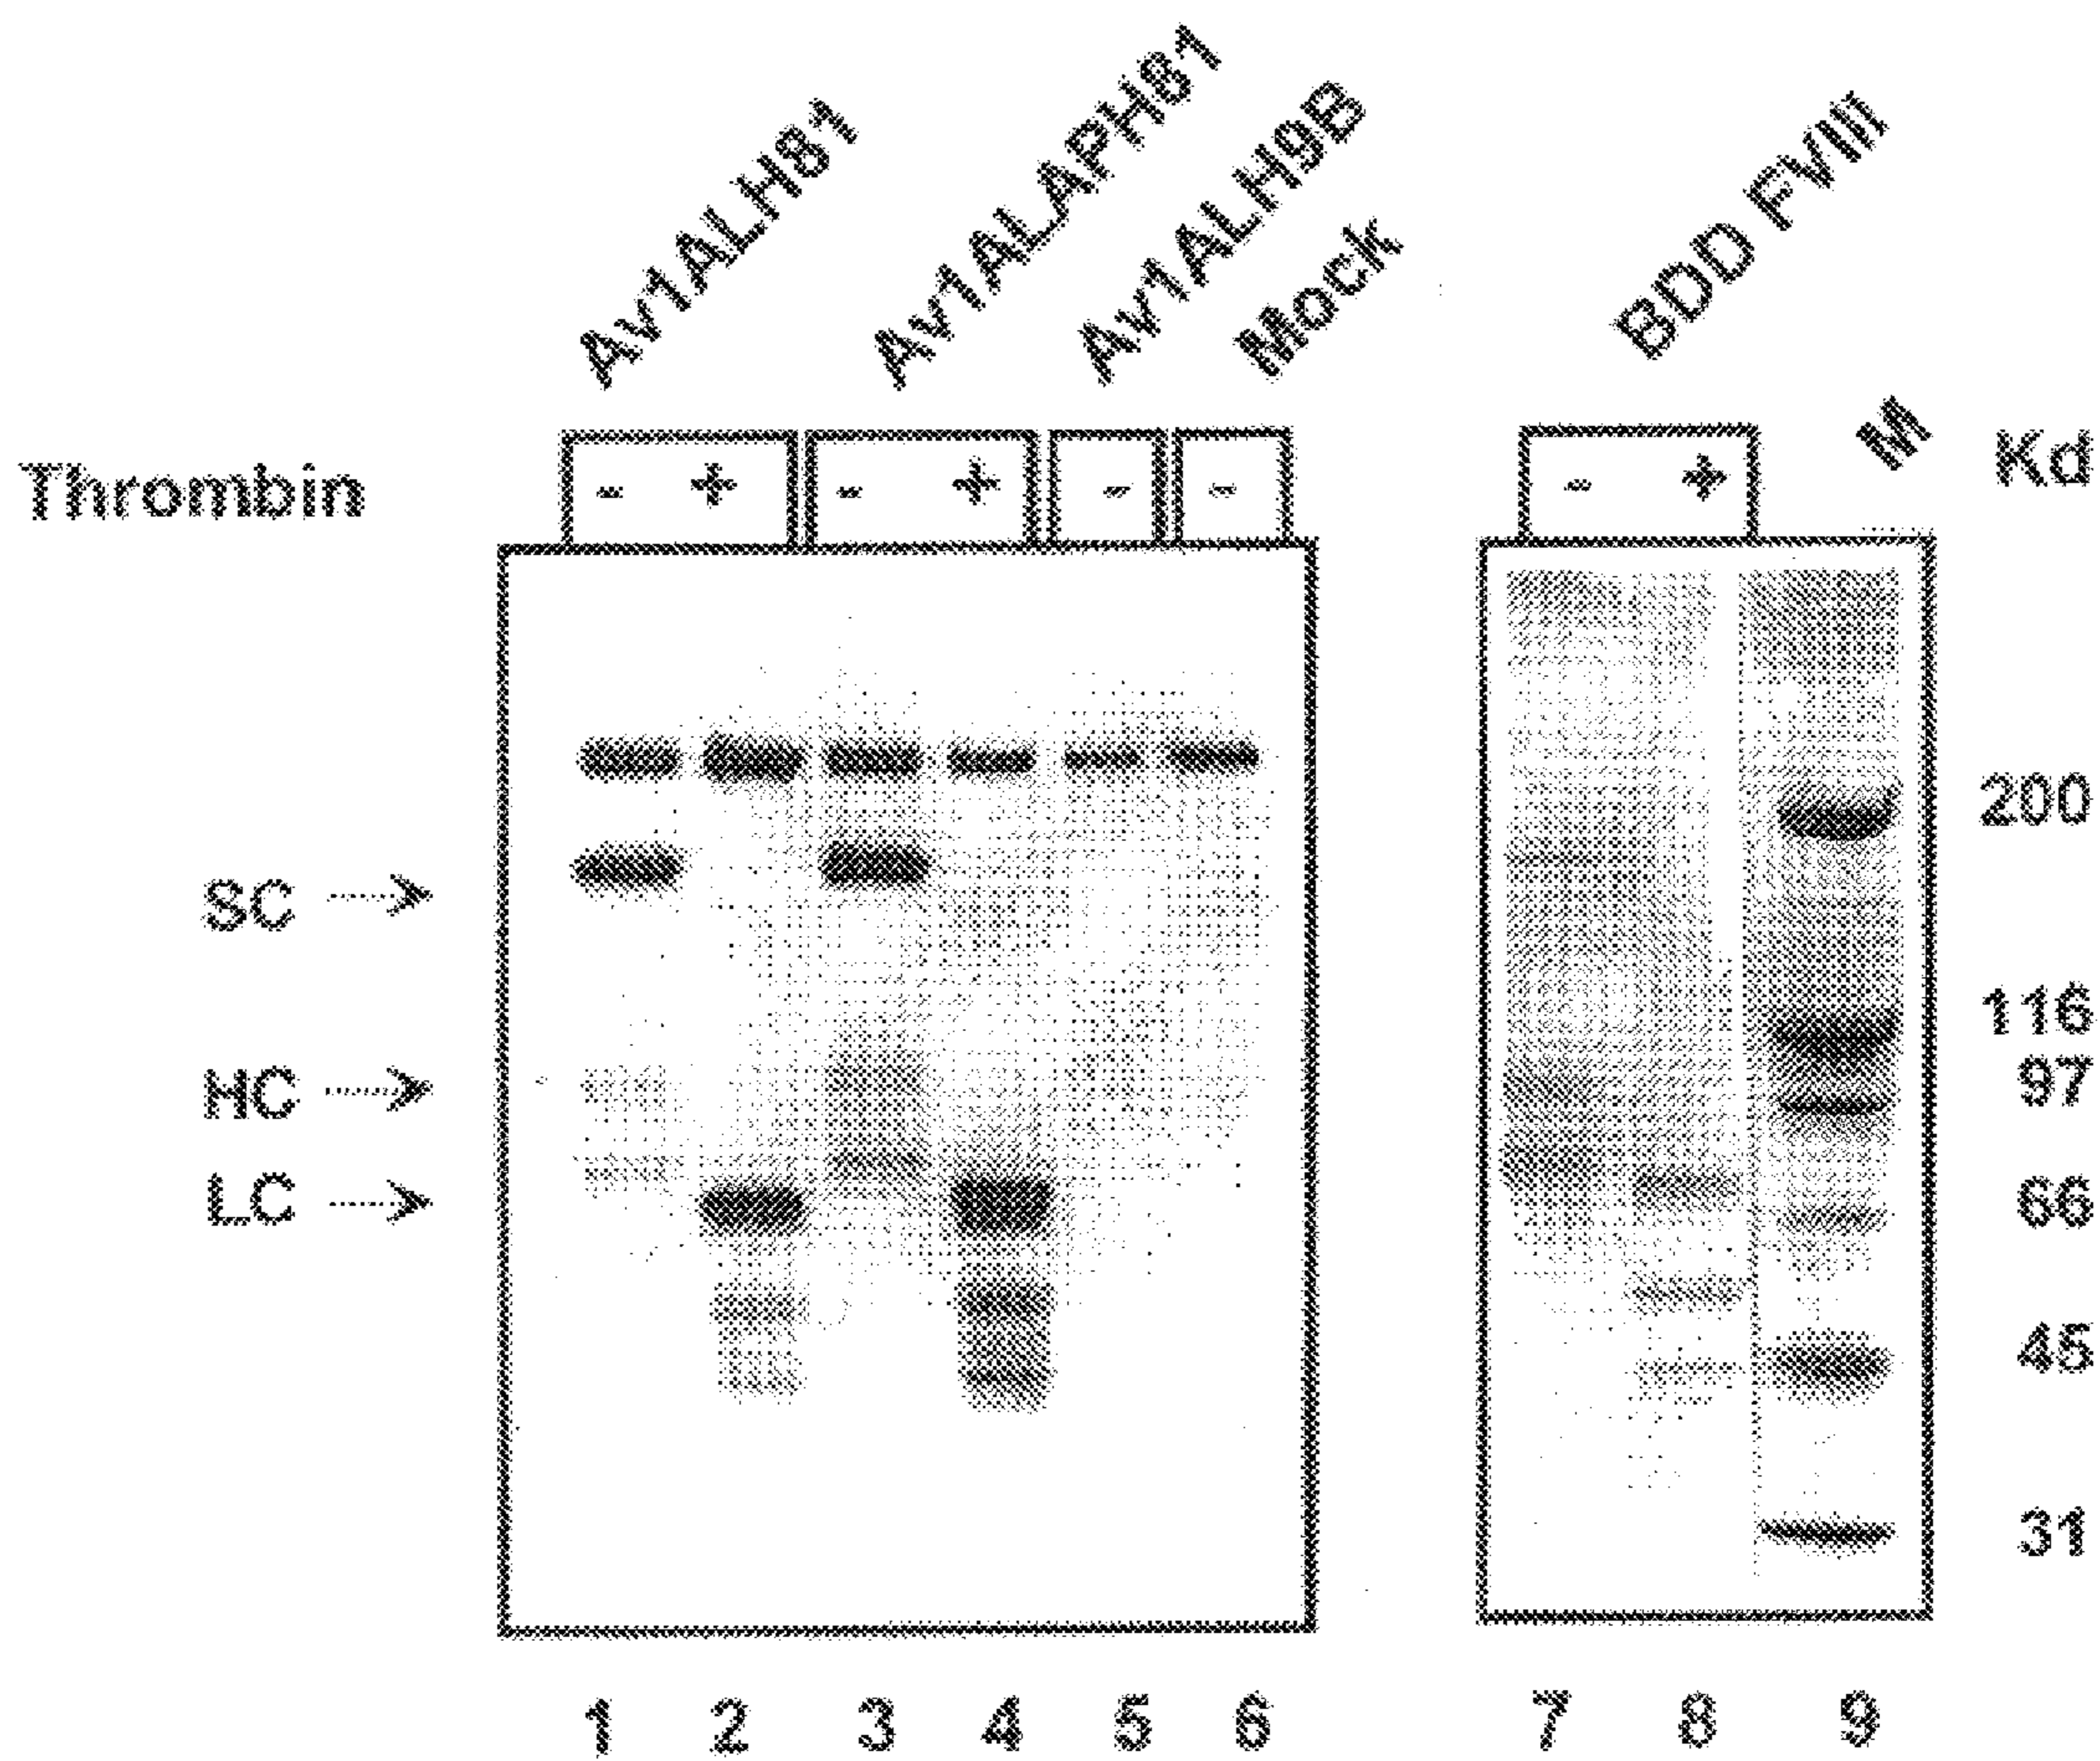 Av1ALH81
Av1ALAPH81
Av1ALH9B
Mock
BDD FVIII
M
Kd
Thrombin
- +
- +
-
-
- +
200
SC
116
HC
97
LC
66
45
31
1 2 3 4 5 6 7 8 9